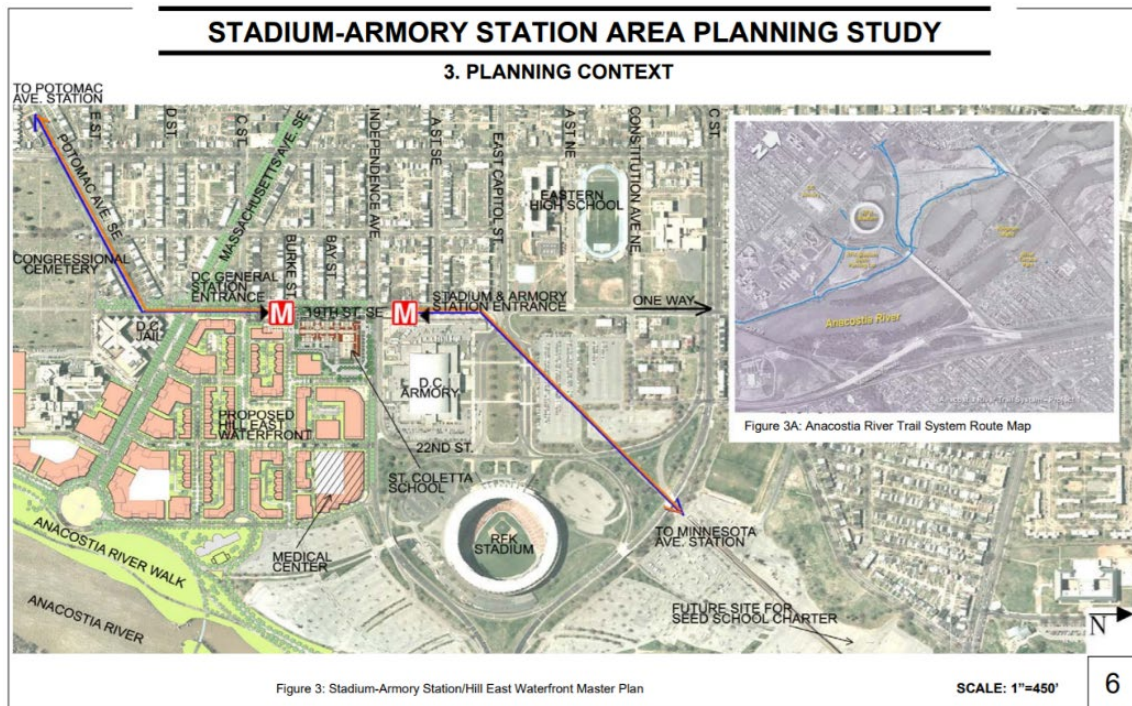 STADIUM-ARMORY STATION AREA PLANNING STUDY
3. PLANNING CONTEXT
TO POTOMAC
AVE. STATION
E ST.
D ST.
C ST.
MASSACHUSETTS AVE. SE
INDEPENDENCE AVE.
A ST SE
EAST CAPITOL ST.
A ST NE
CONSTITUTION AVE NE.
C ST.
POTOMAC AVE. SE
EASTERN
HIGH SCHOOL
CONGRESSIONAL
CEMETERY
DC GENERAL
STATION
ENTRANCE
BURKE ST.
BAY ST.
M
19TH ST. SE
M
STADIUM & ARMORY
STATION ENTRANCE
ONE WAY
D.C.
JAIL
D.C.
ARMORY
PROPOSED
HILL EAST
WATERFRONT
22ND ST.
ST. COLETTA
SCHOOL
RFK
STADIUM
TO MINNESOTA
AVE. STATION
MEDICAL
CENTER
ANACOSTIA RIVER WALK
ANACOSTIA RIVER
FUTURE SITE FOR
SEED SCHOOL CHARTER
N
Anacostia River
Anacostia River Trail System - Project
Figure 3A: Anacostia River Trail System Route Map
Figure 3: Stadium-Armory Station/Hill East Waterfront Master Plan
SCALE: 1"=450'
6